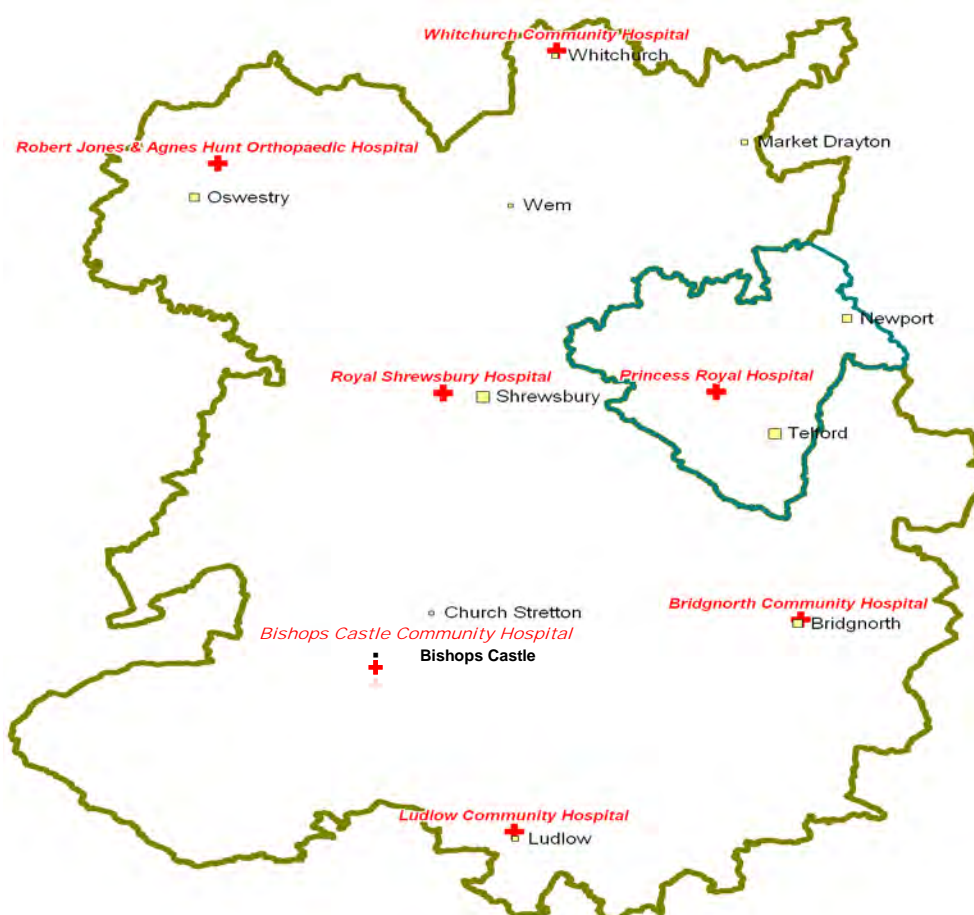 Whitchurch Community Hospital
Whitchurch
Market Drayton
Robert Jones & Agnes Hunt Orthopaedic Hospital
Oswestry
Wem
Newport
Royal Shrewsbury Hospital
Princess Royal Hospital
Shrewsbury
Telford
Church Stretton
Bridgnorth Community Hospital
Bridgnorth
Bishops Castle Community Hospital
Bishops Castle
Ludlow Community Hospital
Ludlow